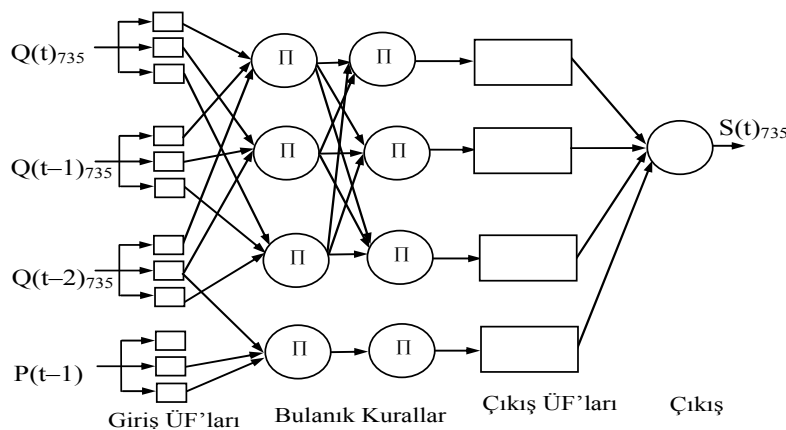 Q(t)735
Π Π
S(t)735
Q(t–1)735
Π Π
Q(t–2)735
Π Π
P(t–1)
Π Π
Giriş ÜF'ları Bulanık Kurallar Çıkış ÜF'ları Çıkış